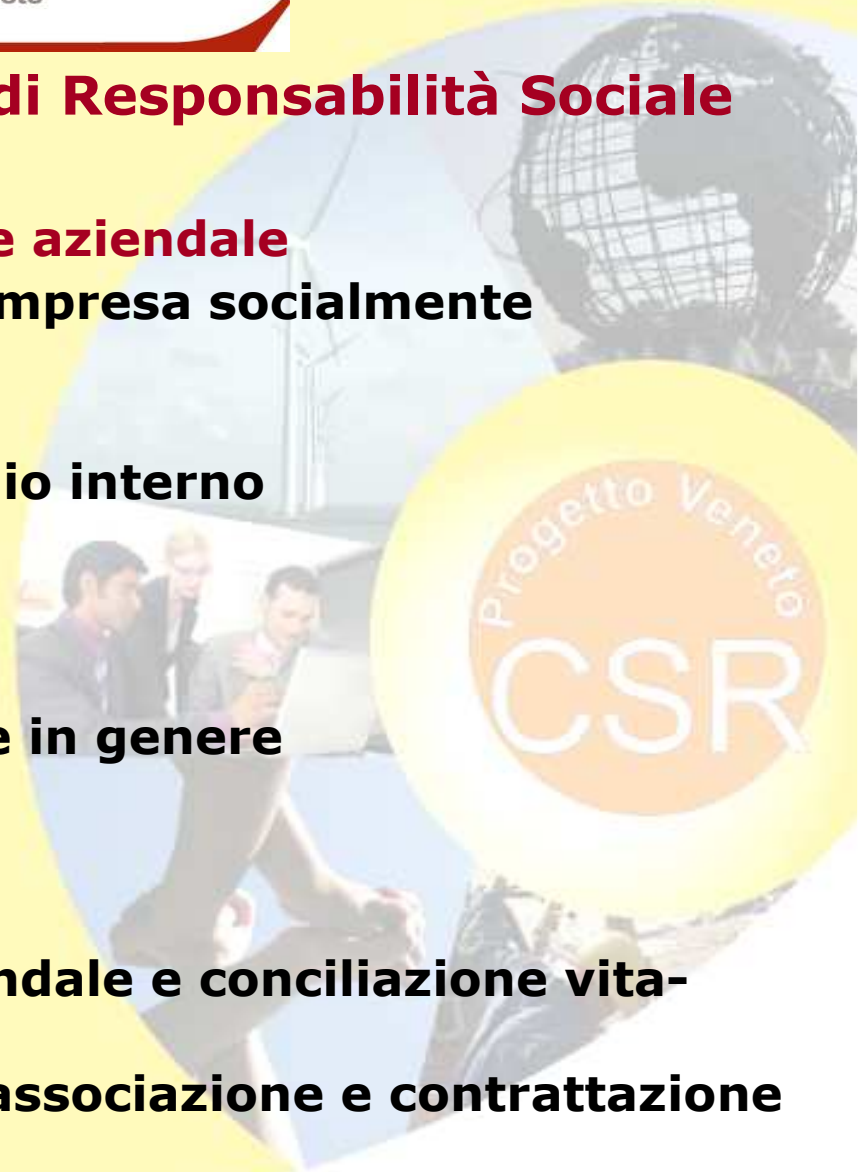 di Responsabilità Sociale
e aziendale
mpresa socialmente
io interno
Progetto Veneto
CSR
e in genere
ndale e conciliazione vita-
associazione e contrattazione